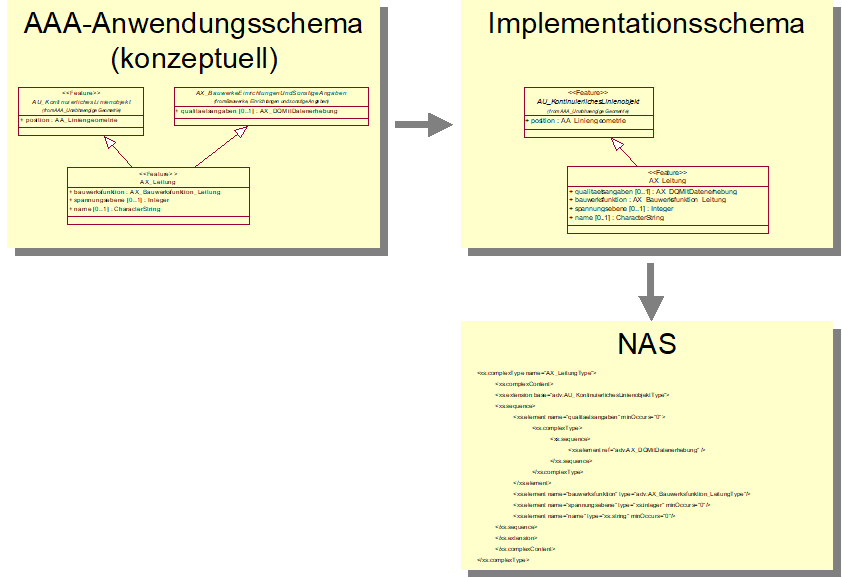 AAA-Anwendungsschema
(konzeptuell)
<<Feature>>
AU_KontinuierlichesLinienobjekt
(from AAA_Unabhaengige Geometrie)
+ position : AA_Liniengeometrie
AX_BauwerkeEinrichtungenUndSonstigeAngaben
(from Bauwerke, Einrichtungen und sonstige Angaben)
+ qualitaetsangaben [0..1] : AX_DQMitDatenerhebung
<<Feature>>
AX_Leitung
+ bauwerksfunktion : AX_Bauwerksfunktion_Leitung
+ spannungsebene [0..1] : Integer
+ name [0..1] : CharacterString
Implementationsschema
<<Feature>>
AU_KontinuierlichesLinienobjekt
(from AAA_Unabhaengige Geometrie)
+ position : AA_Liniengeometrie
<<Feature>>
AX_Leitung
+ qualitaetsangaben [0..1] : AX_DQMitDatenerhebung
+ bauwerksfunktion : AX_Bauwerksfunktion_Leitung
+ spannungsebene [0..1] : Integer
+ name [0..1] : CharacterString
NAS
<xs:complexType name="AX_LeitungType">
<xs:complexContent>
<xs:extension base="adv:AU_KontinuierlichesLinienobjektType">
<xs:sequence>
<xs:element name="qualitaetsangaben" minOccurs="0">
<xs:complexType>
<xs:sequence>
<xs:element ref="adv:AX_DQMitDatenerhebung" />
</xs:sequence>
</xs:complexType>
</xs:element>
<xs:element name="bauwerksfunktion" type="adv:AX_Bauwerksfunktion_LeitungType"/>
<xs:element name="spannungsebene" type="xs:integer" minOccurs="0"/>
<xs:element name="name" type="xs:string" minOccurs="0"/>
</xs:sequence>
</xs:extension>
</xs:complexContent>
</xs:complexType>